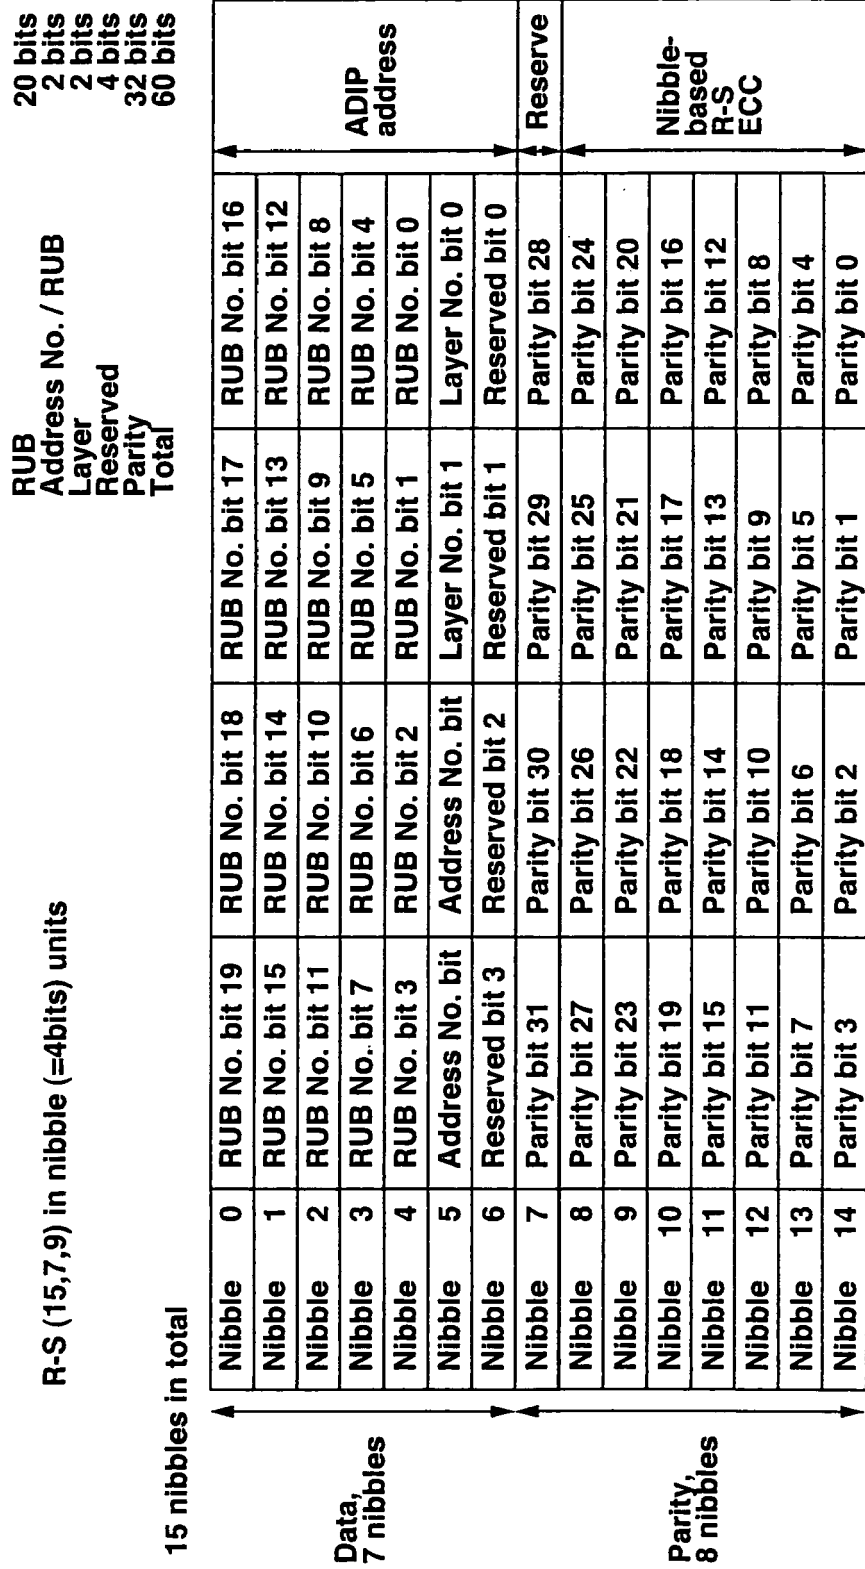 R-S (15,7,9) in nibble (=4bits) units
RUB 20 bits
Address No. / RUB 2 bits
Layer 2 bits
Reserved 4 bits
Parity 32 bits
Total 60 bits
15 nibbles in total
Data,
7 nibbles
Parity,
8 nibbles
Nibble 0 RUB No. bit 19 RUB No. bit 18 RUB No. bit 17 RUB No. bit 16
Nibble 1 RUB No. bit 15 RUB No. bit 14 RUB No. bit 13 RUB No. bit 12
Nibble 2 RUB No. bit 11 RUB No. bit 10 RUB No. bit 9 RUB No. bit 8
Nibble 3 RUB No. bit 7 RUB No. bit 6 RUB No. bit 5 RUB No. bit 4
Nibble 4 RUB No. bit 3 RUB No. bit 2 RUB No. bit 1 RUB No. bit 0
Nibble 5 Address No. bit Address No. bit Layer No. bit 1 Layer No. bit 0
Nibble 6 Reserved bit 3 Reserved bit 2 Reserved bit 1 Reserved bit 0
Nibble 7 Parity bit 31 Parity bit 30 Parity bit 29 Parity bit 28
Nibble 8 Parity bit 27 Parity bit 26 Parity bit 25 Parity bit 24
Nibble 9 Parity bit 23 Parity bit 22 Parity bit 21 Parity bit 20
Nibble 10 Parity bit 19 Parity bit 18 Parity bit 17 Parity bit 16
Nibble 11 Parity bit 15 Parity bit 14 Parity bit 13 Parity bit 12
Nibble 12 Parity bit 11 Parity bit 10 Parity bit 9 Parity bit 8
Nibble 13 Parity bit 7 Parity bit 6 Parity bit 5 Parity bit 4
Nibble 14 Parity bit 3 Parity bit 2 Parity bit 1 Parity bit 0
ADIP
address
Reserve
Nibble-
based
R-S
ECC